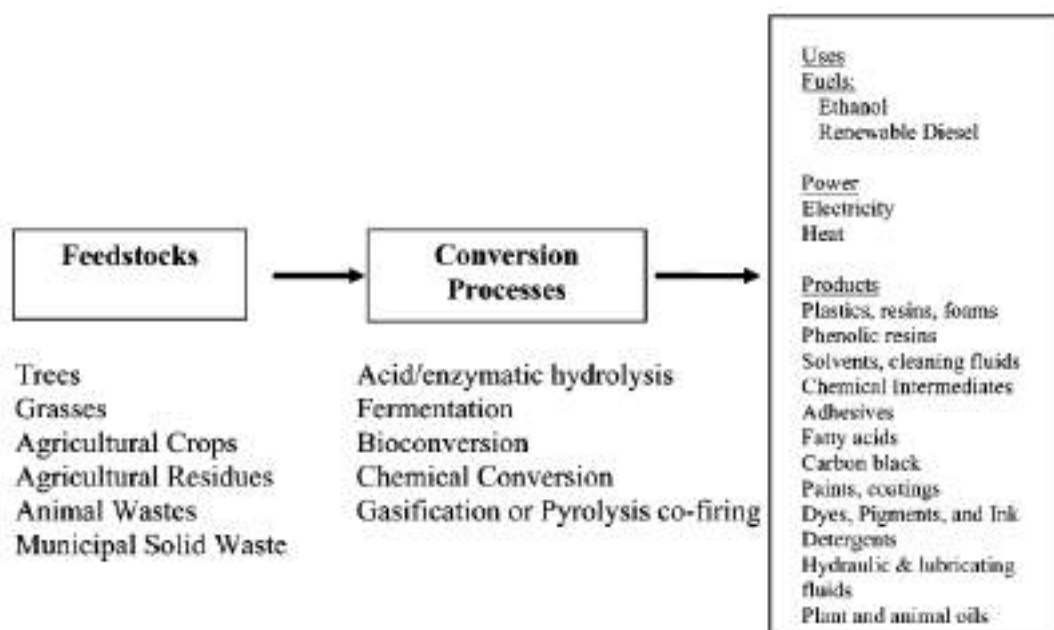 Feedstocks
Trees
Grasses
Agricultural Crops
Agricultural Residues
Animal Wastes
Municipal Solid Waste
Conversion
Processes
Acid/enzymatic hydrolysis
Fermentation
Bioconversion
Chemical Conversion
Gasification or Pyrolysis co-firing
Uses
Fuels:
Ethanol
Renewable Diesel
Power
Electricity
Heat
Products
Plastics, resins, foams
Phenolic resins
Solvents, cleaning fluids
Chemical Intermediates
Adhesives
Fatty acids
Carbon black
Paints, coatings
Dyes, Pigments, and Ink
Detergents
Hydraulic & lubricating
fluids
Plant and animal oils